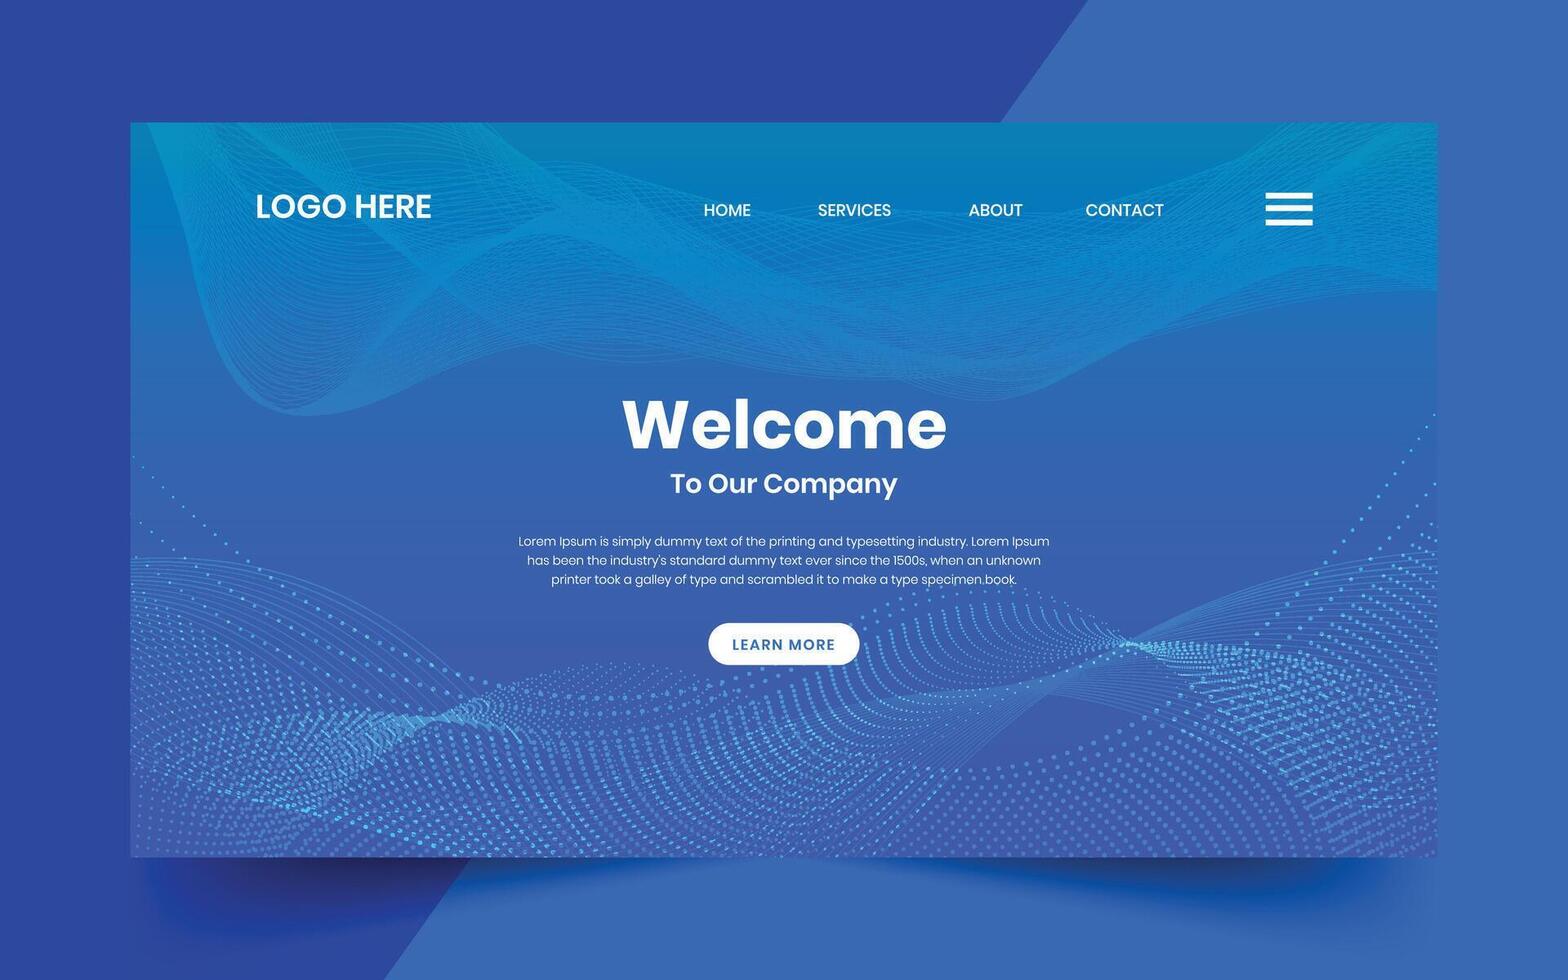 LOGO HERE
HOME SERVICES ABOUT CONTACT
Welcome
To Our Company
Lorem Ipsum is simply dummy text of the printing and typesetting industry. Lorem Ipsum
has been the industry's standard dummy text ever since the 1500s, when an unknown
printer took a galley of type and scrambled it to make a type specimen.book.
LEARN MORE